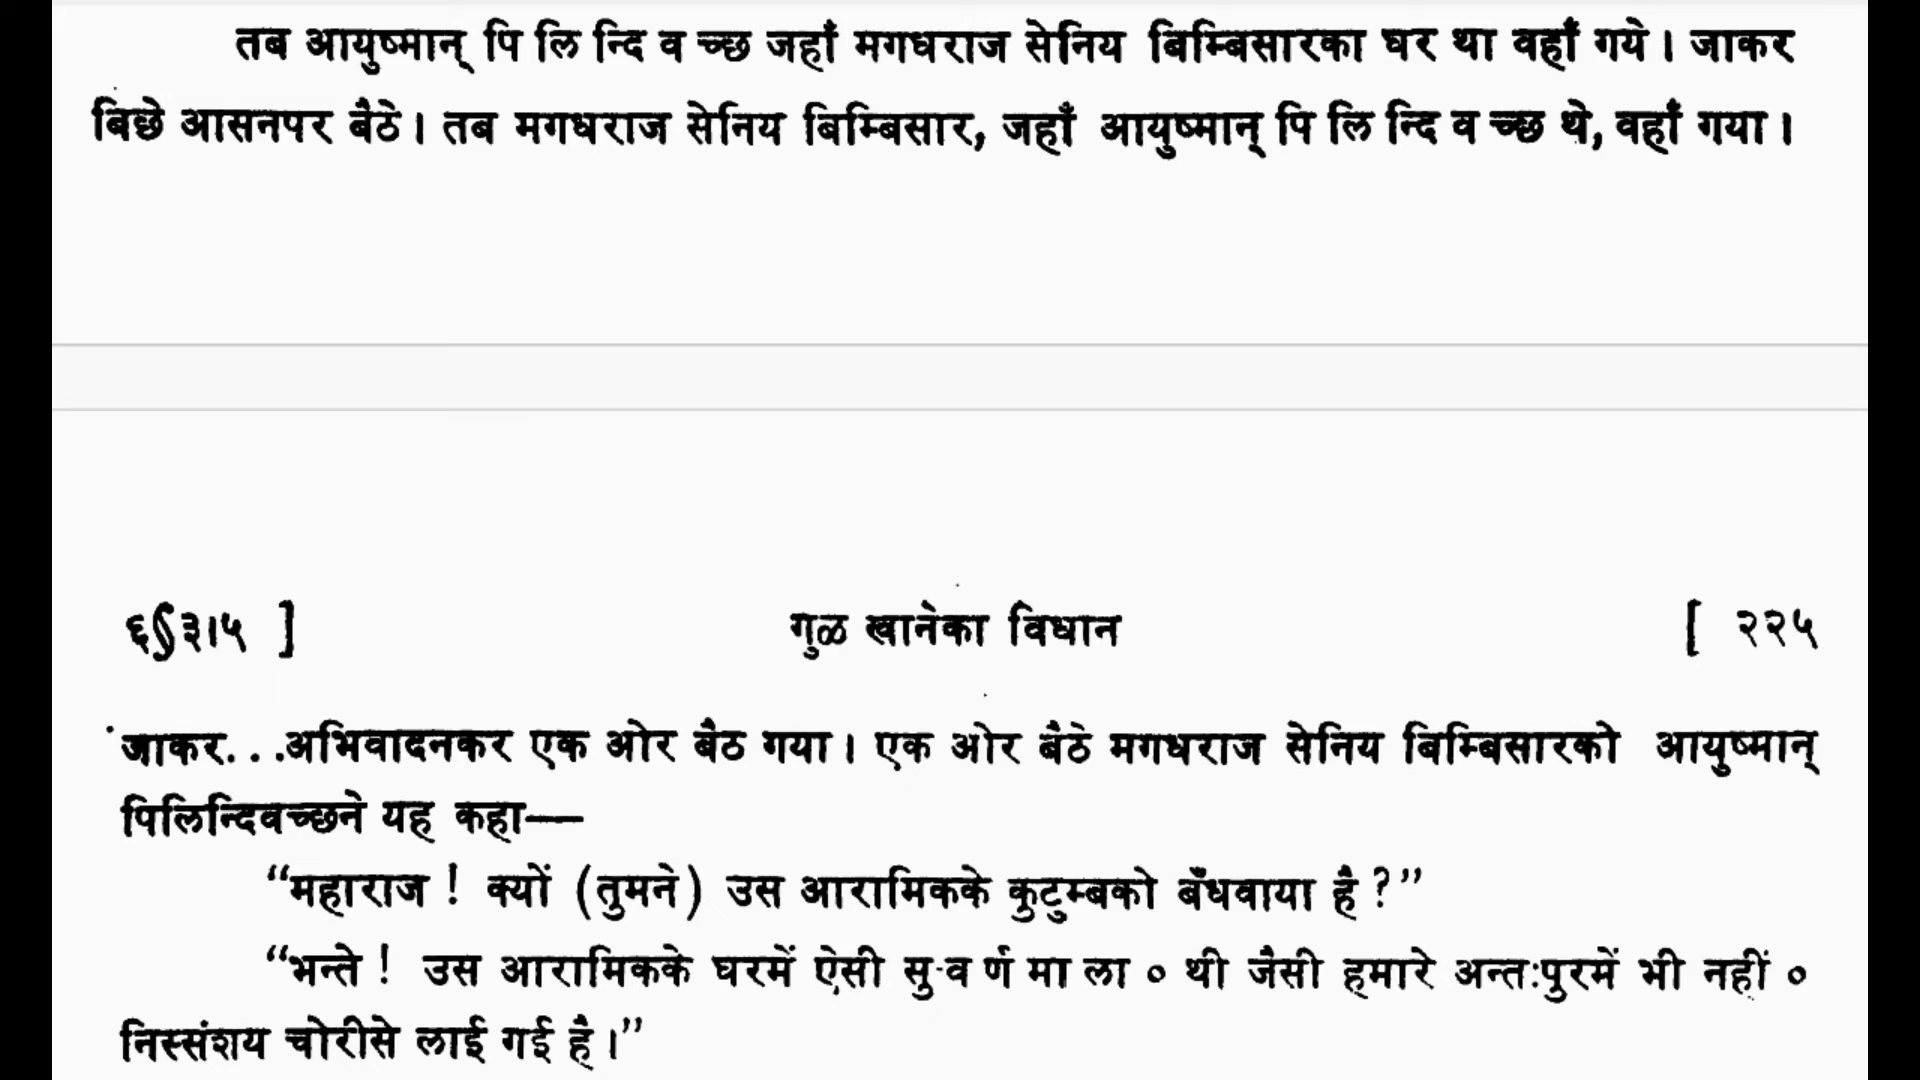 तब आयुष्मान् पि लि न्दि व च्छ जहाँ मगधराज सेनिय बिम्बिसारका घर था वहाँ गये। जाकर
बिछे आसनपर बैठे। तब मगधराज सेनिय बिम्बिसार, जहाँ आयुष्मान् पि लि न्दि व च्छ थे, वहाँ गया।
६§३।५ ] गुळ खानेका विधान [ २२५
जाकर...अभिवादनकर एक ओर बैठ गया। एक ओर बैठे मगधराज सेनिय बिम्बिसारको आयुष्मान्
पिलिन्दिवच्छने यह कहा—
“महाराज ! क्यों (तुमने) उस आरामिकके कुटुम्बको बँधवाया है ?”
“भन्ते ! उस आरामिकके घरमें ऐसी सु-व र्ण मा ला ० थी जैसी हमारे अन्तःपुरमें भी नहीं ०
निस्संशय चोरीसे लाई गई है।”